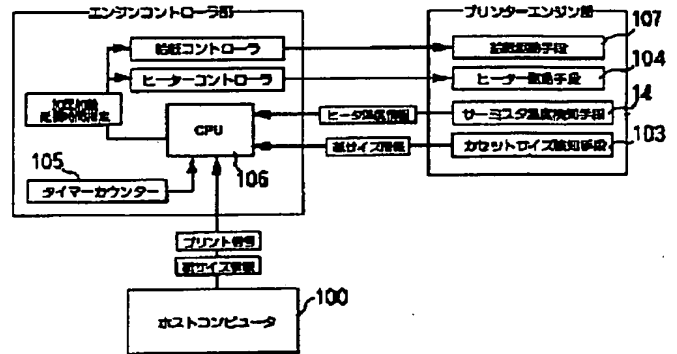 エンジンコントローラ部
プリンターエンジン部
給紙コントローラ
ヒーターコントローラ
CPU
106
105
タイマーカウンター
107
ヒーター駆動手段
104
サーミスタ温度検知手段
14
カセットサイズ検知手段
103
ヒータ温度情報
紙サイズ情報
プリント信号
紙サイズ情報
100
ホストコンピュータ